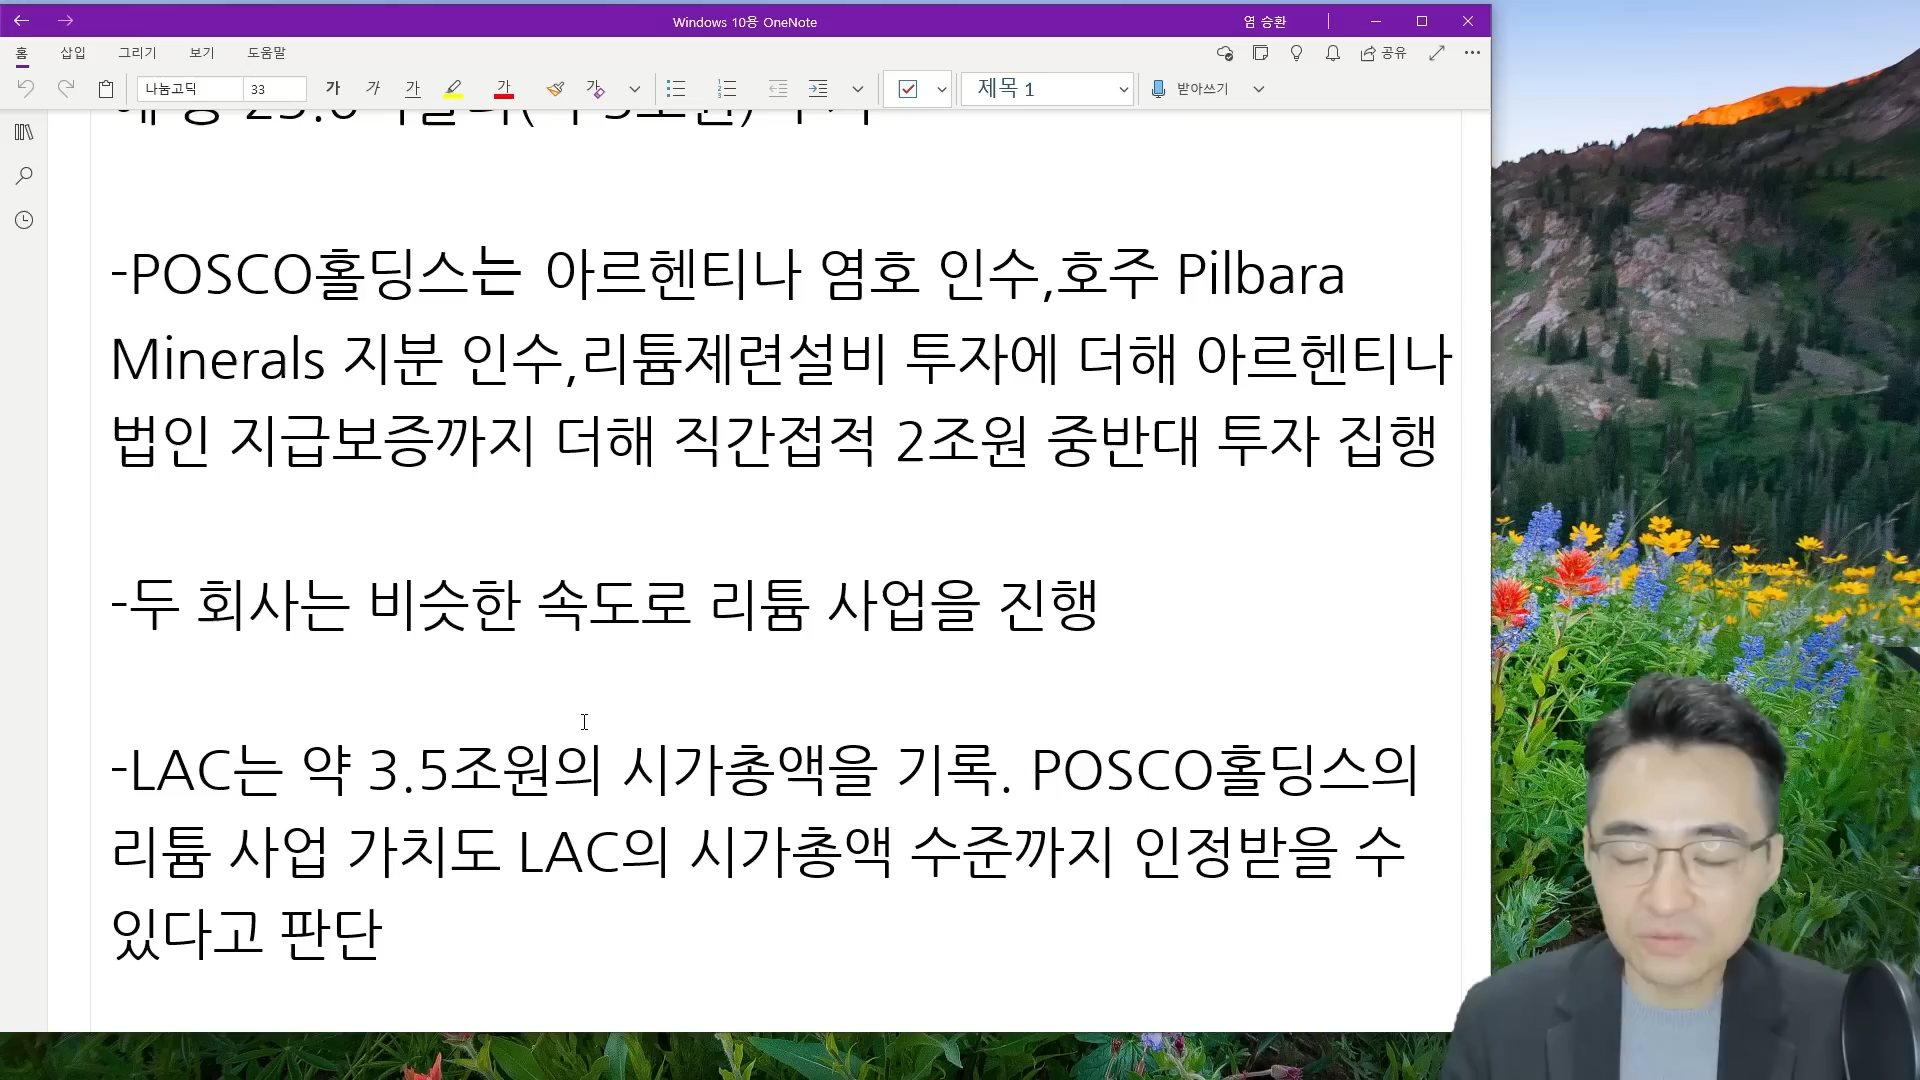 Windows 10용 OneNote
염 승환
홈 삽입 그리기 보기 도움말
공유
나눔고딕 33 가 가 가 가 가 제목 1 받아쓰기
-POSCO홀딩스는 아르헨티나 염호 인수,호주 Pilbara
Minerals 지분 인수,리튬제련설비 투자에 더해 아르헨티나
법인 지급보증까지 더해 직간접적 2조원 중반대 투자 집행
-두 회사는 비슷한 속도로 리튬 사업을 진행
-LAC는 약 3.5조원의 시가총액을 기록. POSCO홀딩스의
리튬 사업 가치도 LAC의 시가총액 수준까지 인정받을 수
있다고 판단